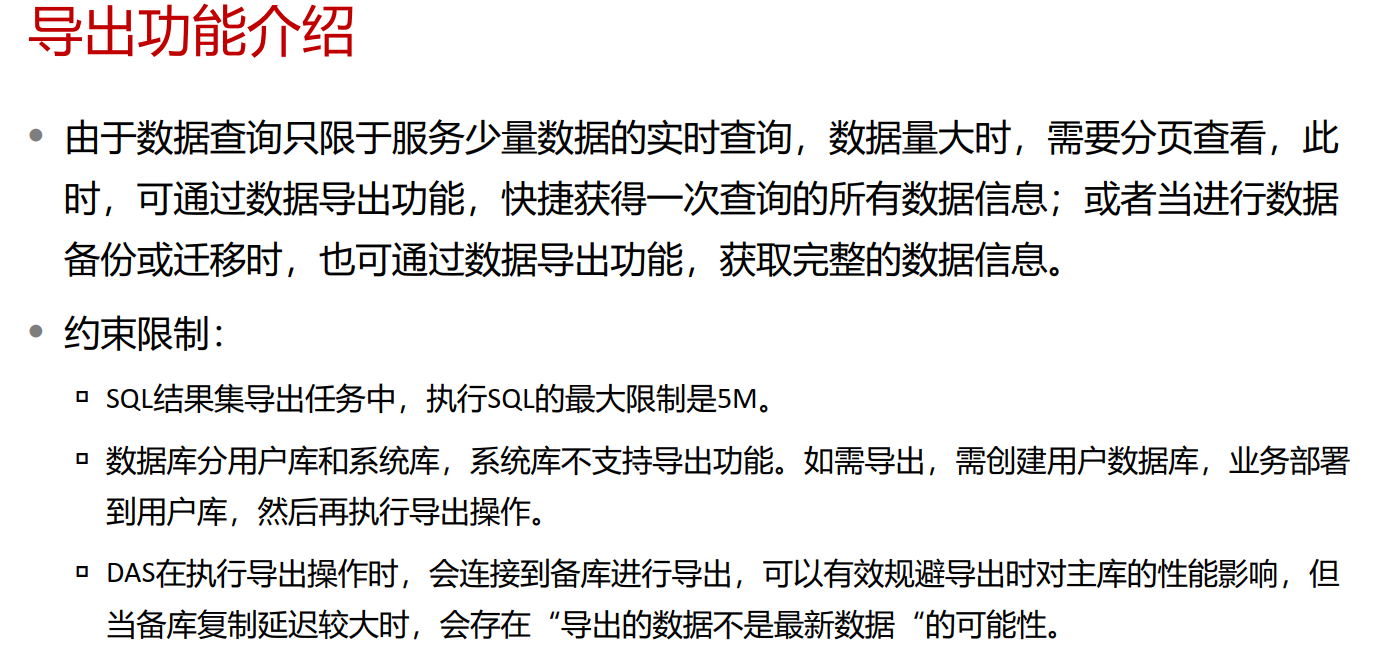 导出功能介绍
• 由于数据查询只限于服务少量数据的实时查询，数据量大时，需要分页查看，此
时，可通过数据导出功能，快捷获得一次查询的所有数据信息；或者当进行数据
备份或迁移时，也可通过数据导出功能，获取完整的数据信息。
• 约束限制：
▫ SQL结果集导出任务中，执行SQL的最大限制是5M。
▫ 数据库分用户库和系统库，系统库不支持导出功能。如需导出，需创建用户数据库，业务部署
到用户库，然后再执行导出操作。
▫ DAS在执行导出操作时，会连接到备库进行导出，可以有效规避导出时对主库的性能影响，但
当备库复制延迟较大时，会存在“导出的数据不是最新数据“的可能性。